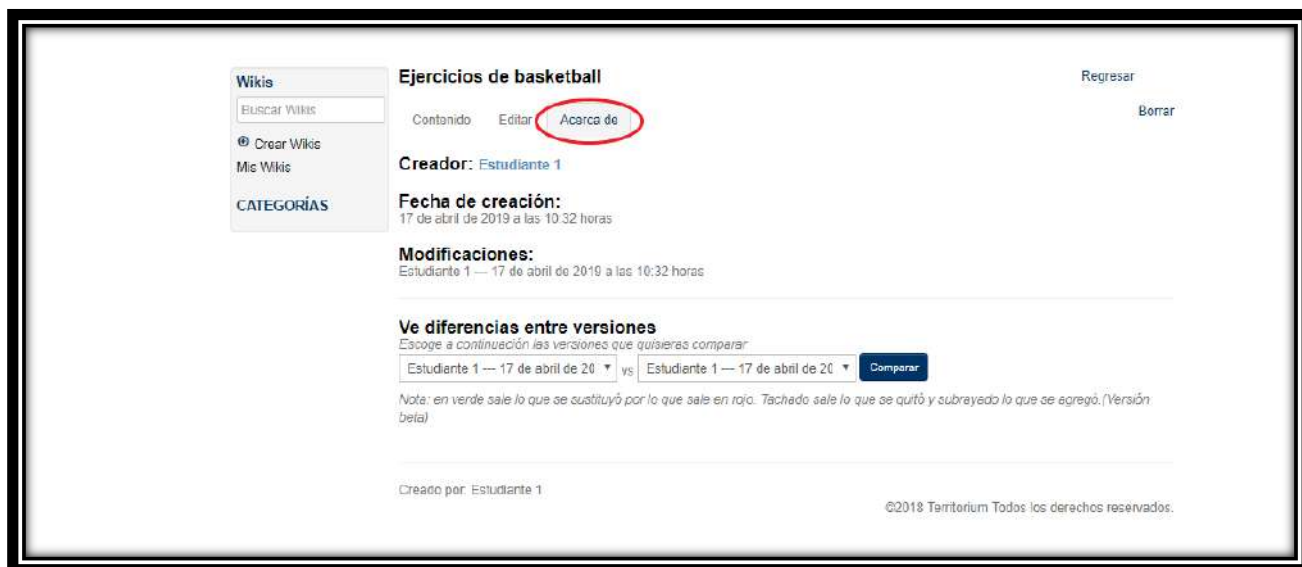 Wikis
Buscar Wikis
Crear Wikis
Mis Wikis
CATEGORÍAS
Ejercicios de basketball
Regresar
Contenido Editar Acerca de
Borrar
Creador: Estudiante 1
Fecha de creación:
17 de abril de 2019 a las 10:32 horas
Modificaciones:
Estudiante 1 — 17 de abril de 2019 a las 10:32 horas
Ve diferencias entre versiones
Escoge a continuación las versiones que quisieras comparar
Estudiante 1 — 17 de abril de 20 vs Estudiante 1 — 17 de abril de 20 Comparar
Nota: en verde sale lo que se sustituyó por lo que sale en rojo. Tachado sale lo que se quitó y subrayado lo que se agregó.(Versión
beta)
Creado por: Estudiante 1
©2018 Territorium Todos los derechos reservados.